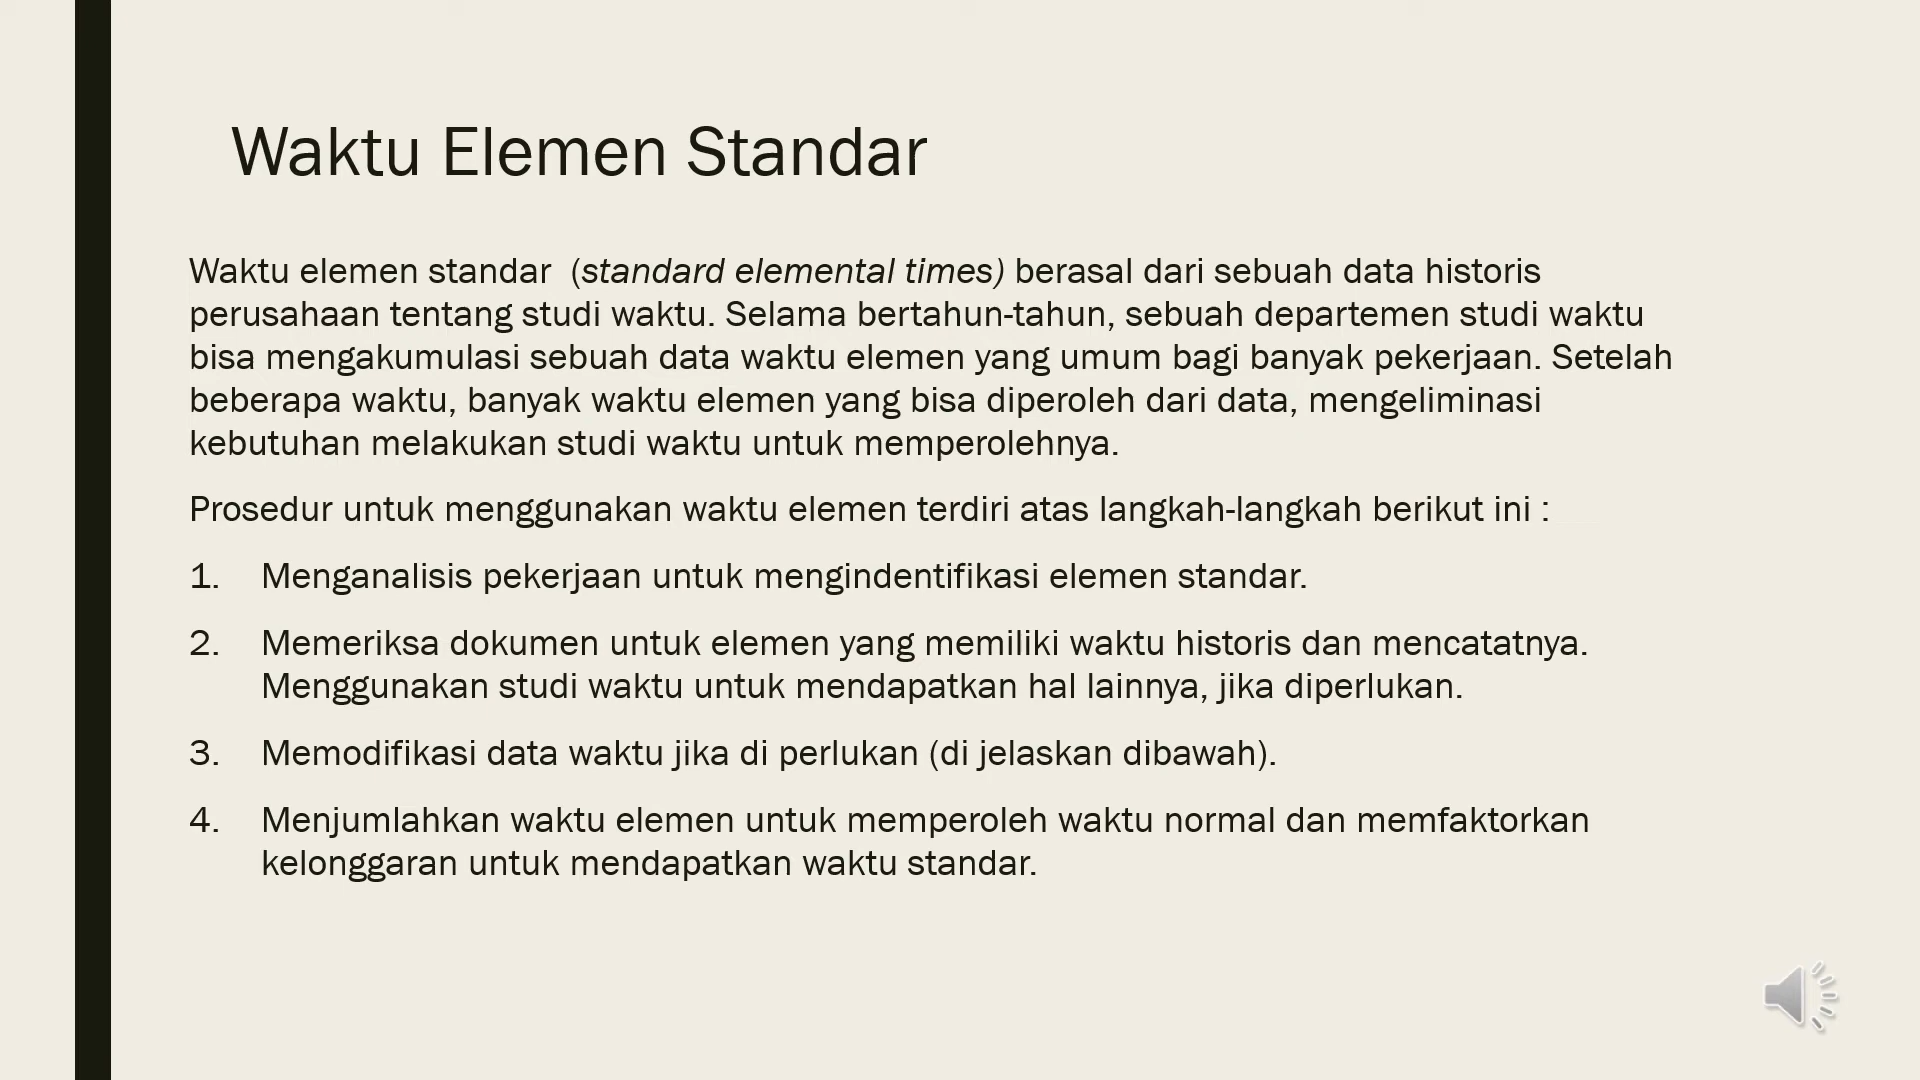 Waktu Elemen Standar
Waktu elemen standar  (standard elemental times) berasal dari sebuah data historis
perusahaan tentang studi waktu. Selama bertahun-tahun, sebuah departemen studi waktu
bisa mengakumulasi sebuah data waktu elemen yang umum bagi banyak pekerjaan. Setelah
beberapa waktu, banyak waktu elemen yang bisa diperoleh dari data, mengeliminasi
kebutuhan melakukan studi waktu untuk memperolehnya.
Prosedur untuk menggunakan waktu elemen terdiri atas langkah-langkah berikut ini :
1. Menganalisis pekerjaan untuk mengindentifikasi elemen standar.
2. Memeriksa dokumen untuk elemen yang memiliki waktu historis dan mencatatnya.
Menggunakan studi waktu untuk mendapatkan hal lainnya, jika diperlukan.
3. Memodifikasi data waktu jika di perlukan (di jelaskan dibawah).
4. Menjumlahkan waktu elemen untuk memperoleh waktu normal dan memfaktorkan
kelonggaran untuk mendapatkan waktu standar.